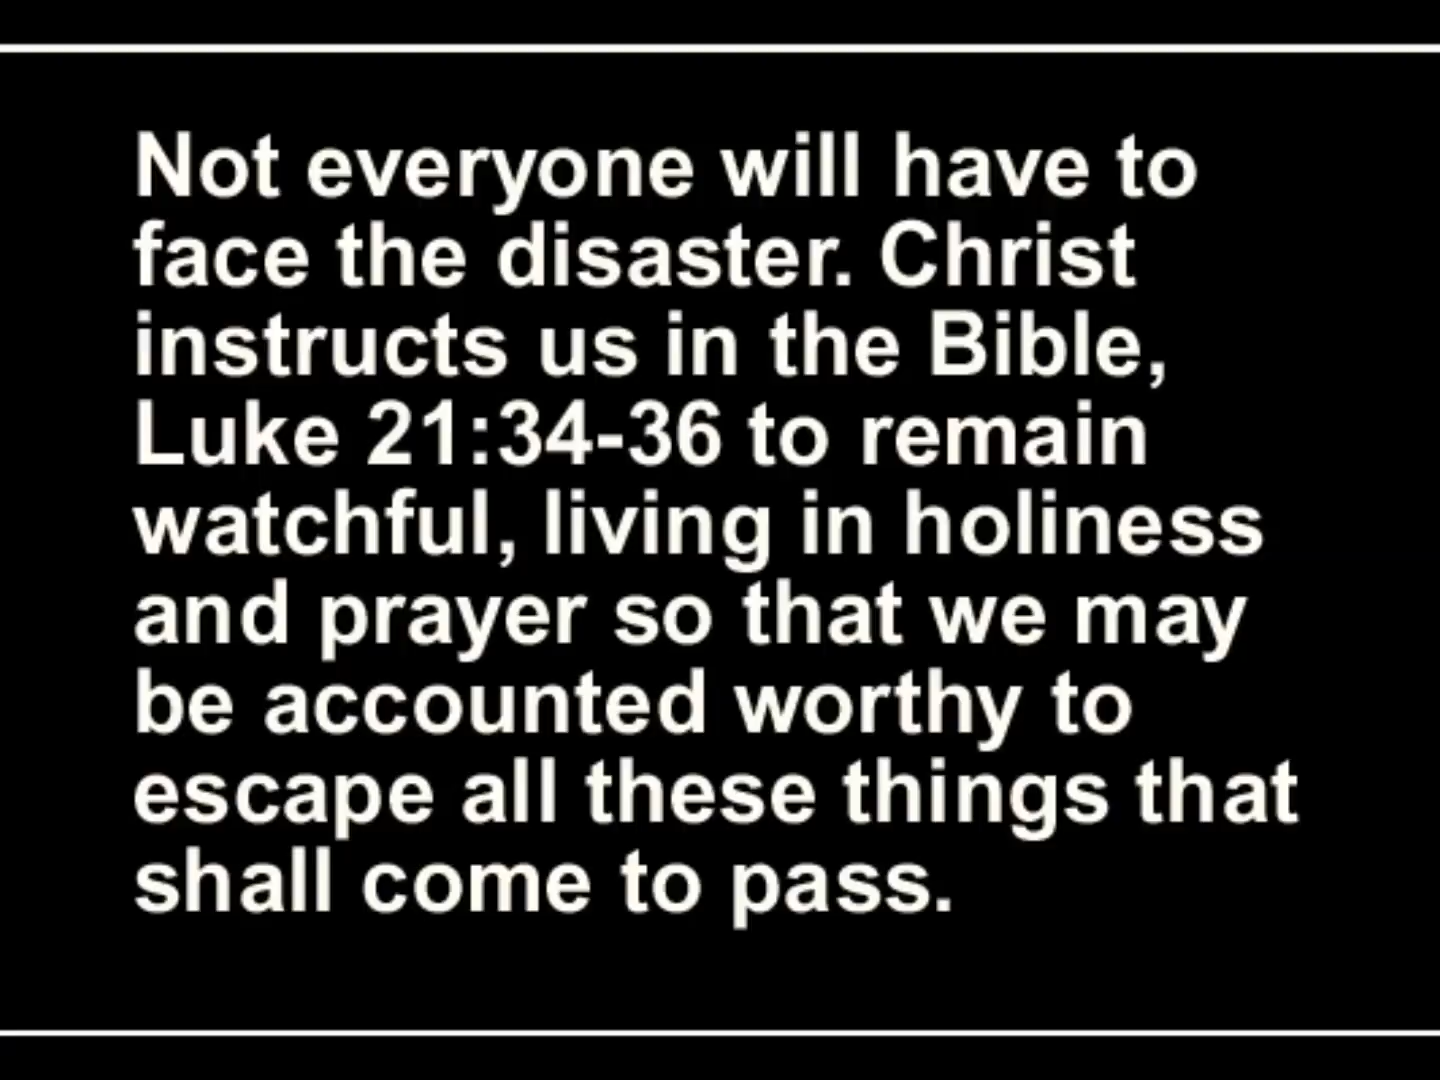 Not everyone will have to
face the disaster. Christ
instructs us in the Bible,
Luke 21:34-36 to remain
watchful, living in holiness
and prayer so that we may
be accounted worthy to
escape all these things that
shall come to pass.